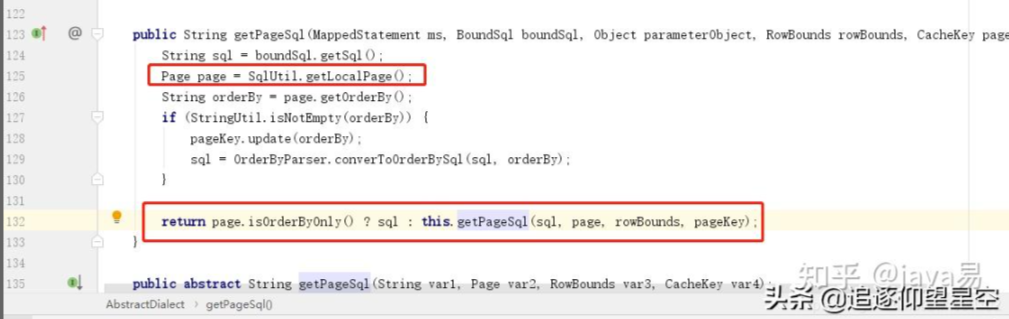 122
123 @ public String getPageSql(MappedStatement ms, BoundSql boundSql, Object parameterObject, RowBounds rowBounds, CacheKey page
124 String sql = boundSql.getSql();
125 Page page = SqlUtil.getLocalPage();
126 String orderBy = page.getOrderBy();
127 if (StringUtil.isNotEmpty(orderBy)) {
128 pageKey.update(orderBy);
129 sql = OrderByParser.converToOrderBySql(sql, orderBy);
130 }
131
132 return page.isOrderByOnly() ? sql : this.getPageSql(sql, page, rowBounds, pageKey);
133 }
134
135 public abstract String getPageSql(String var1, Page var2, RowBounds var3, CacheKey var4)
知乎 @java易
头条 @追逐仰望星空
AbstractDialect › getPageSql()